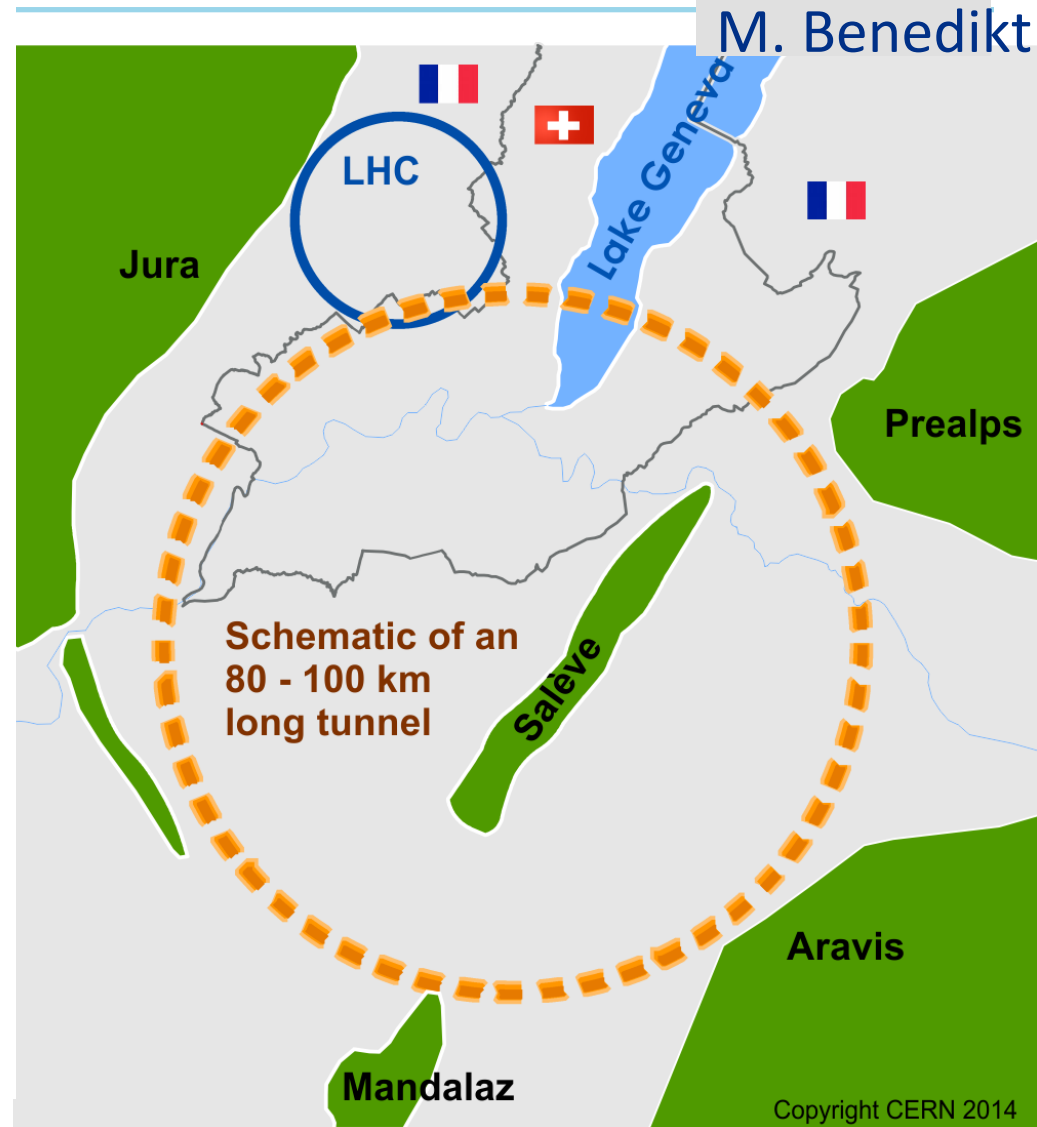 M. Benedikt
LHC
Lake Geneva
Jura
Prealps
Schematic of an
80 - 100 km
long tunnel
Salève
Aravis
Mandalaz
Copyright CERN 2014